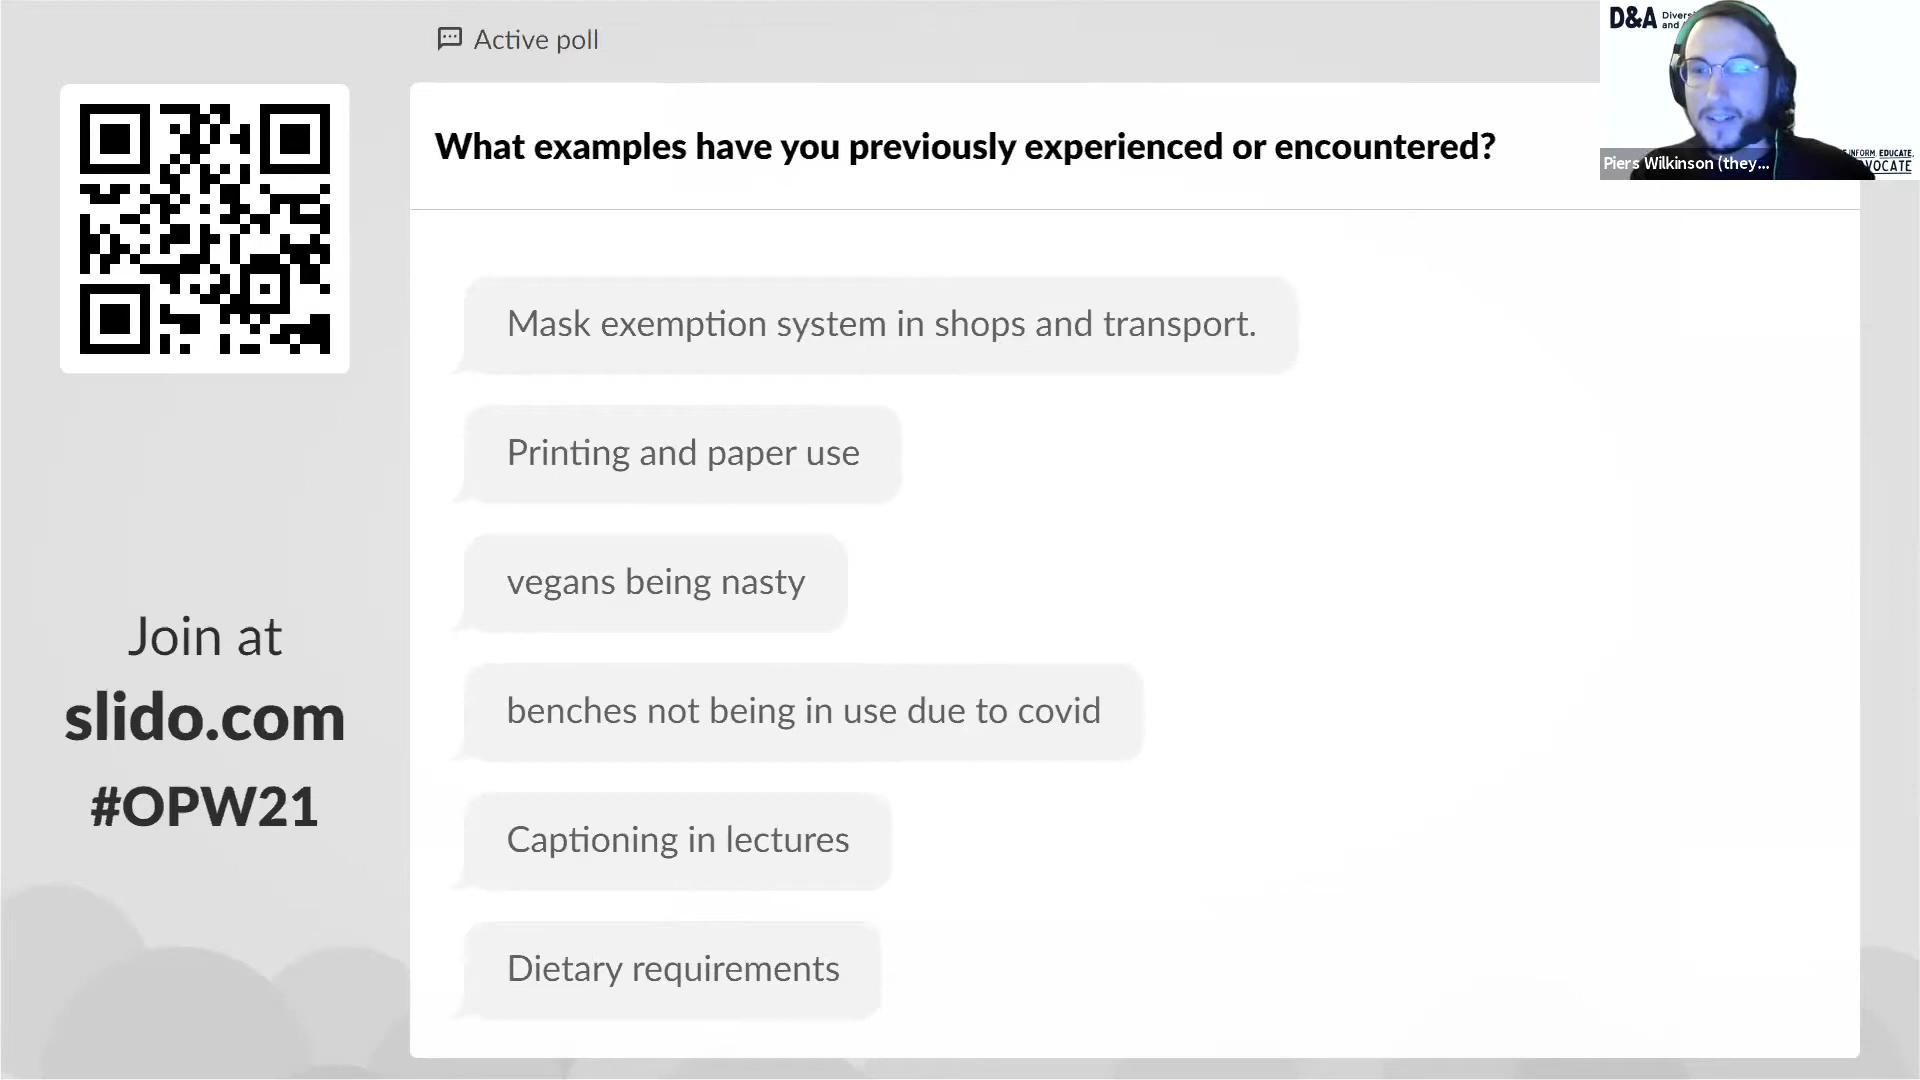 Active poll
What examples have you previously experienced or encountered?
Mask exemption system in shops and transport.
Printing and paper use
vegans being nasty
benches not being in use due to covid
Captioning in lectures
Dietary requirements
Join at
slido.com
#OPW21
D&A
Piers Wilkinson (they...
INFORM. EDUCATE.